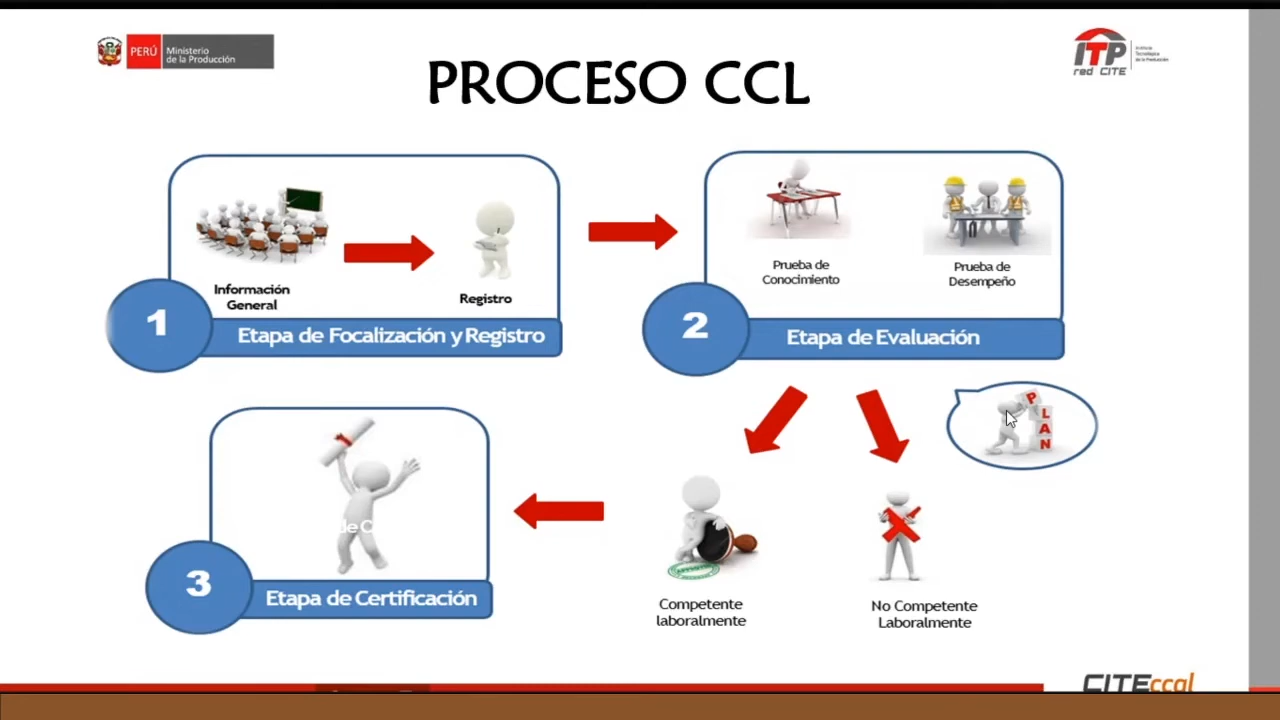 PERÚ
Ministerio
de la Producción
ITP
red CITE
Instituto
Tecnológico
de la Producción
PROCESO CCL
Información
General
Registro
1
Etapa de Focalización y Registro
Prueba de
Conocimiento
Prueba de
Desempeño
2
Etapa de Evaluación
PLAN
de C
3
Etapa de Certificación
Competente
laboralmente
No Competente
Laboralmente
CITEccal